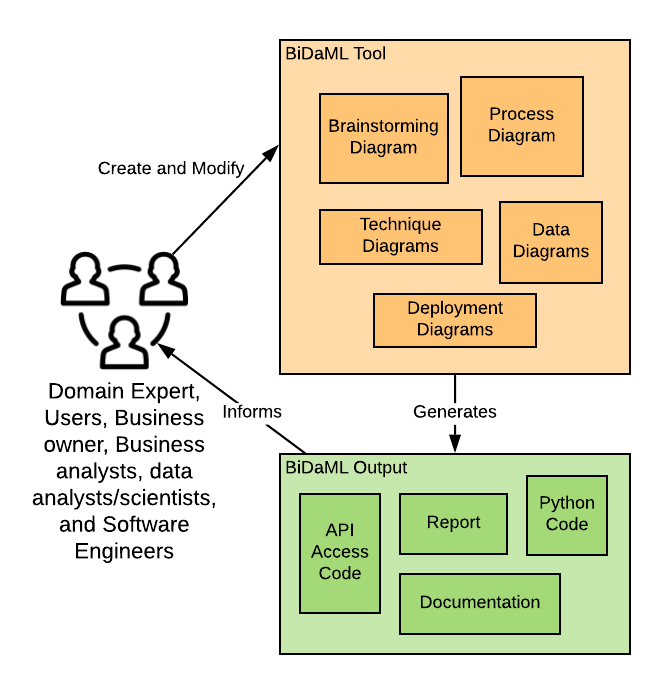 BiDaML Tool
Brainstorming
Diagram
Process
Diagram
Technique
Diagrams
Data
Diagrams
Deployment
Diagrams
Create and Modify
Domain Expert,
Users, Business
owner, Business
analysts, data
analysts/scientists,
and Software
Engineers
Informs
Generates
BiDaML Output
API
Access
Code
Report
Python
Code
Documentation